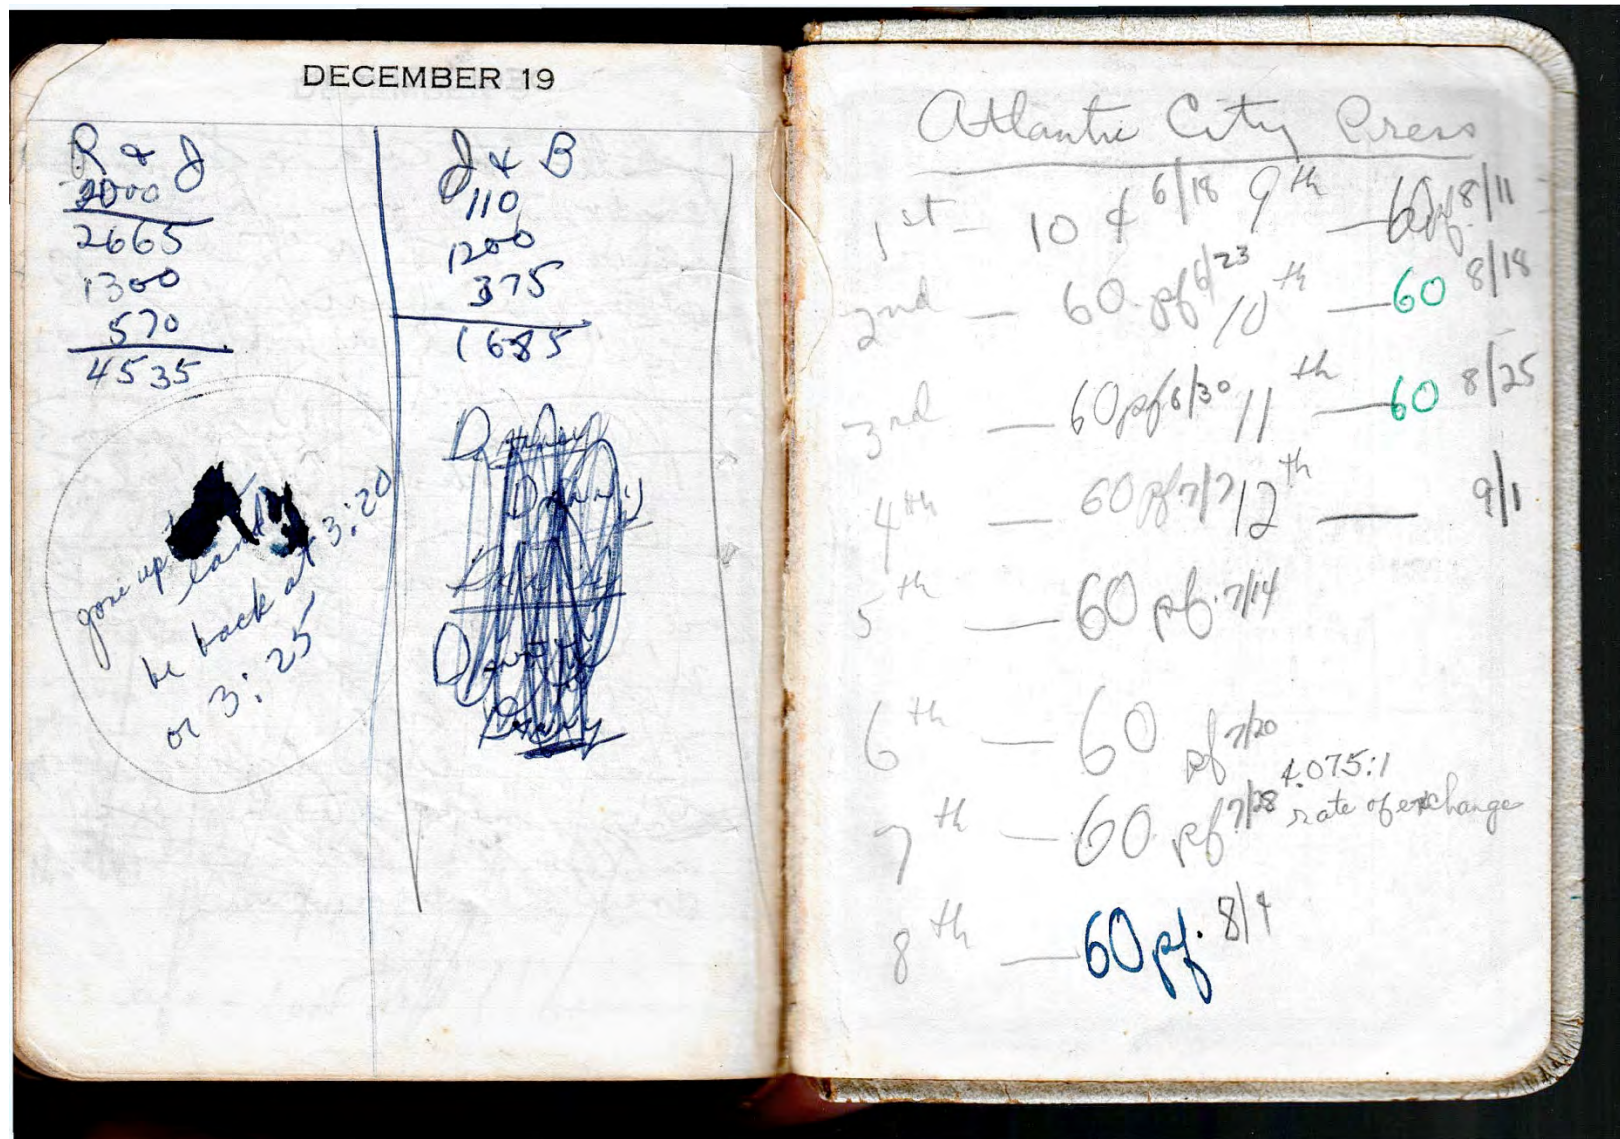 DECEMBER 19
R & J
2665
1300
570
4535
J & B
110
1200
375
1685
gone up
be back at 3:20
or 3:25
Atlantic City Press
1st - 10 ¢ 6/18 9th — 60 pf. 8/11
2nd — 60 pf 6/23 10th — 60 8/18
3rd — 60 pf 6/30 11th — 60 8/25
4th — 60 pf 7/7 12th — 9/1
5th — 60 pf. 7/14
6th — 60 pf 7/20
7th — 60 pf. 7/28 4.075:1
rate of exchange
8th — 60 pf. 8/4